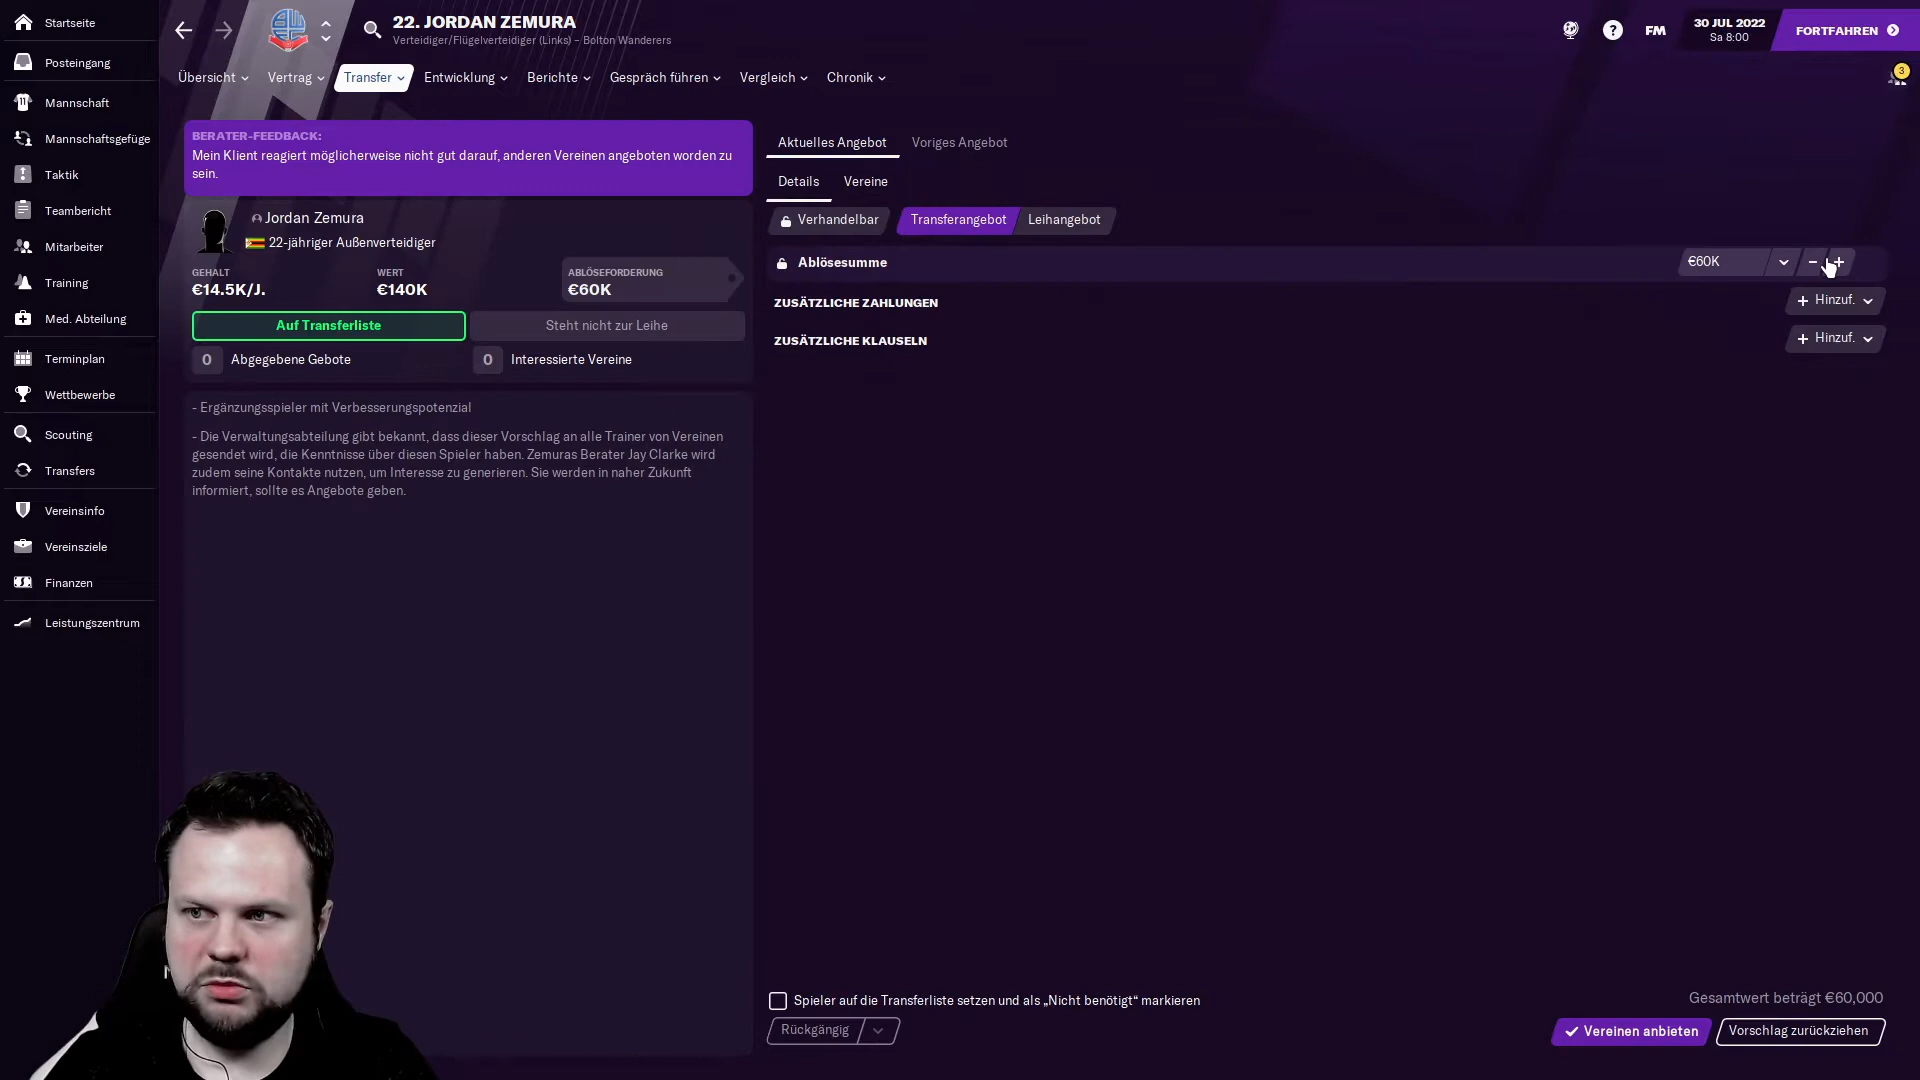 Startseite
Posteingang
Mannschaft
Mannschaftsgefüge
Taktik
Teambericht
Mitarbeiter
Training
Med. Abteilung
Terminplan
Wettbewerbe
Scouting
Transfers
Vereinsinfo
Vereinsziele
Finanzen
Leistungszentrum
22. JORDAN ZEMURA
Verteidiger/Flügelverteidiger (Links) – Bolton Wanderers
FM
30 JUL 2022
Sa 8:00
FORTFAHREN
3
Übersicht Vertrag Transfer Entwicklung Berichte Gespräch führen Vergleich Chronik
BERATER-FEEDBACK:
Mein Klient reagiert möglicherweise nicht gut darauf, anderen Vereinen angeboten worden zu
sein.
Jordan Zemura
22-jähriger Außenverteidiger
GEHALT WERT ABLÖSEFORDERUNG
€14.5K/J. €140K €60K
Auf Transferliste Steht nicht zur Leihe
0 Abgegebene Gebote 0 Interessierte Vereine
- Ergänzungsspieler mit Verbesserungspotenzial
- Die Verwaltungsabteilung gibt bekannt, dass dieser Vorschlag an alle Trainer von Vereinen
gesendet wird, die Kenntnisse über diesen Spieler haben. Zemuras Berater Jay Clarke wird
zudem seine Kontakte nutzen, um Interesse zu generieren. Sie werden in naher Zukunft
informiert, sollte es Angebote geben.
Aktuelles Angebot Voriges Angebot
Details Vereine
Verhandelbar Transferangebot Leihangebot
Ablösesumme €60K - +
ZUSÄTZLICHE ZAHLUNGEN + Hinzuf.
ZUSÄTZLICHE KLAUSELN + Hinzuf.
Spieler auf die Transferliste setzen und als „Nicht benötigt“ markieren
Gesamtwert beträgt €60,000
Rückgängig Vereinen anbieten Vorschlag zurückziehen